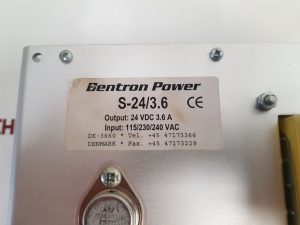 Bentron Power
S-24/3.6 CE
Output: 24 VDC 3.6 A
Input: 115/230/240 VAC
DK-3660 * Tel. +45 47173366
DENMARK * Fax. +45 47173229